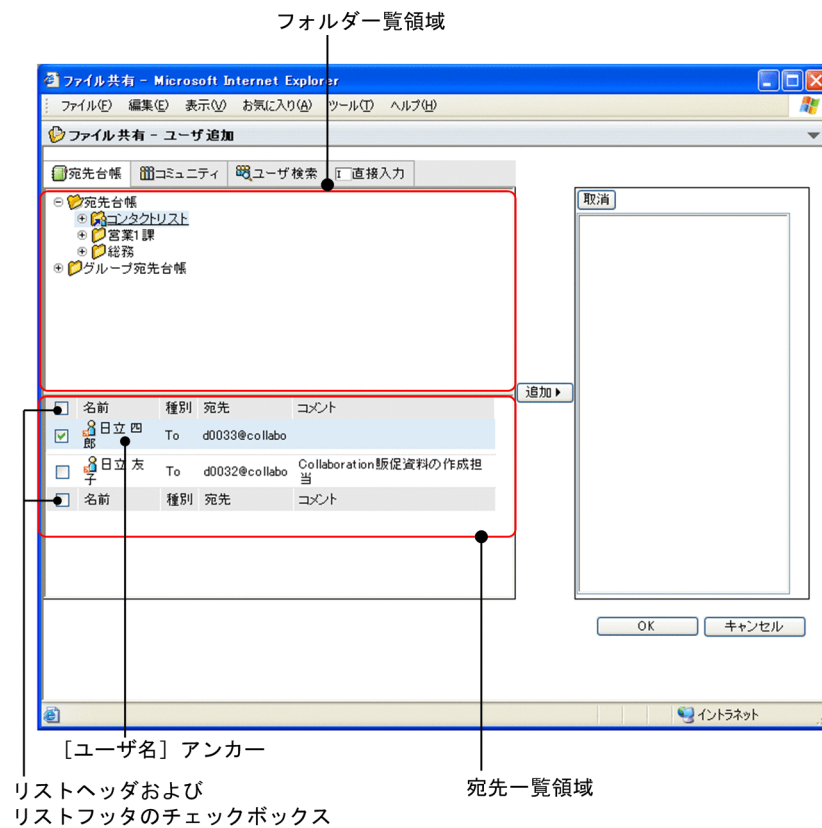 フォルダ一覧領域
ファイル共有 - Microsoft Internet Explorer
ファイル(F) 編集(E) 表示(V) お気に入り(A) ツール(T) ヘルプ(H)
ファイル共有 - ユーザ追加
宛先台帳 コミュニティ ユーザ検索 直接入力
宛先台帳
コンタクトリスト
営業1課
総務
グループ宛先台帳
取消
追加
名前 種別 宛先 コメント
日立 四郎 To d0033@collabo
日立 友子 To d0032@collabo Collaboration販促資料の作成担当
名前 種別 宛先 コメント
OK キャンセル
イントラネット
［ユーザ名］アンカー
宛先一覧領域
リストヘッダおよび
リストフッタのチェックボックス